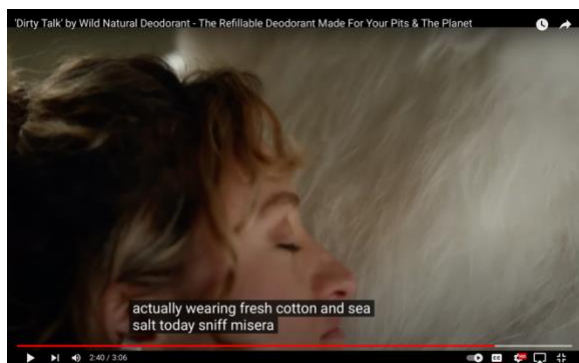 'Dirty Talk' by Wild Natural Deodorant - The Refillable Deodorant Made For Your Pits & The Planet
actually wearing fresh cotton and sea
salt today sniff misera
2:40 / 3:06